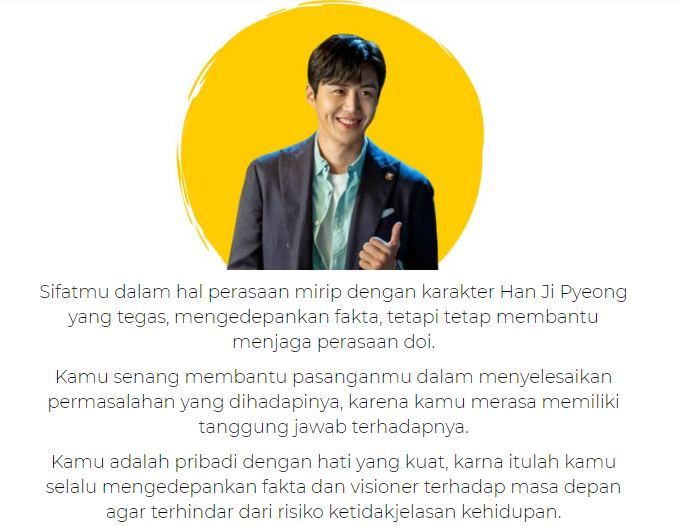 Sifatmu dalam hal perasaan mirip dengan karakter Han Ji Pyeong
yang tegas, mengedepankan fakta, tetapi tetap membantu
menjaga perasaan doi.
Kamu senang membantu pasanganmu dalam menyelesaikan
permasalahan yang dihadapinya, karena kamu merasa memiliki
tanggung jawab terhadapnya.
Kamu adalah pribadi dengan hati yang kuat, karna itulah kamu
selalu mengedepankan fakta dan visioner terhadap masa depan
agar terhindar dari risiko ketidakjelasan kehidupan.